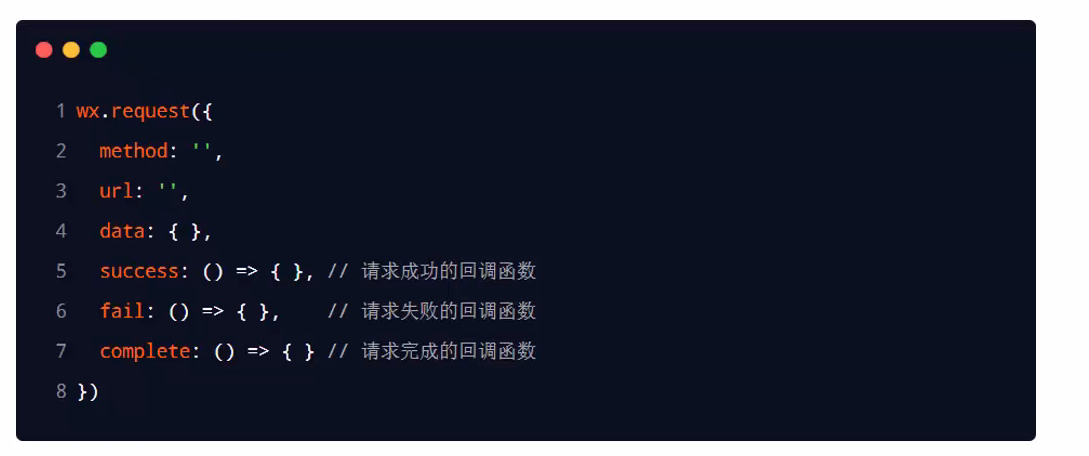 1 wx.request({
2   method: '',
3   url: '',
4   data: { },
5   success: () => { }, // 请求成功的回调函数
6   fail: () => { },    // 请求失败的回调函数
7   complete: () => { } // 请求完成的回调函数
8 })